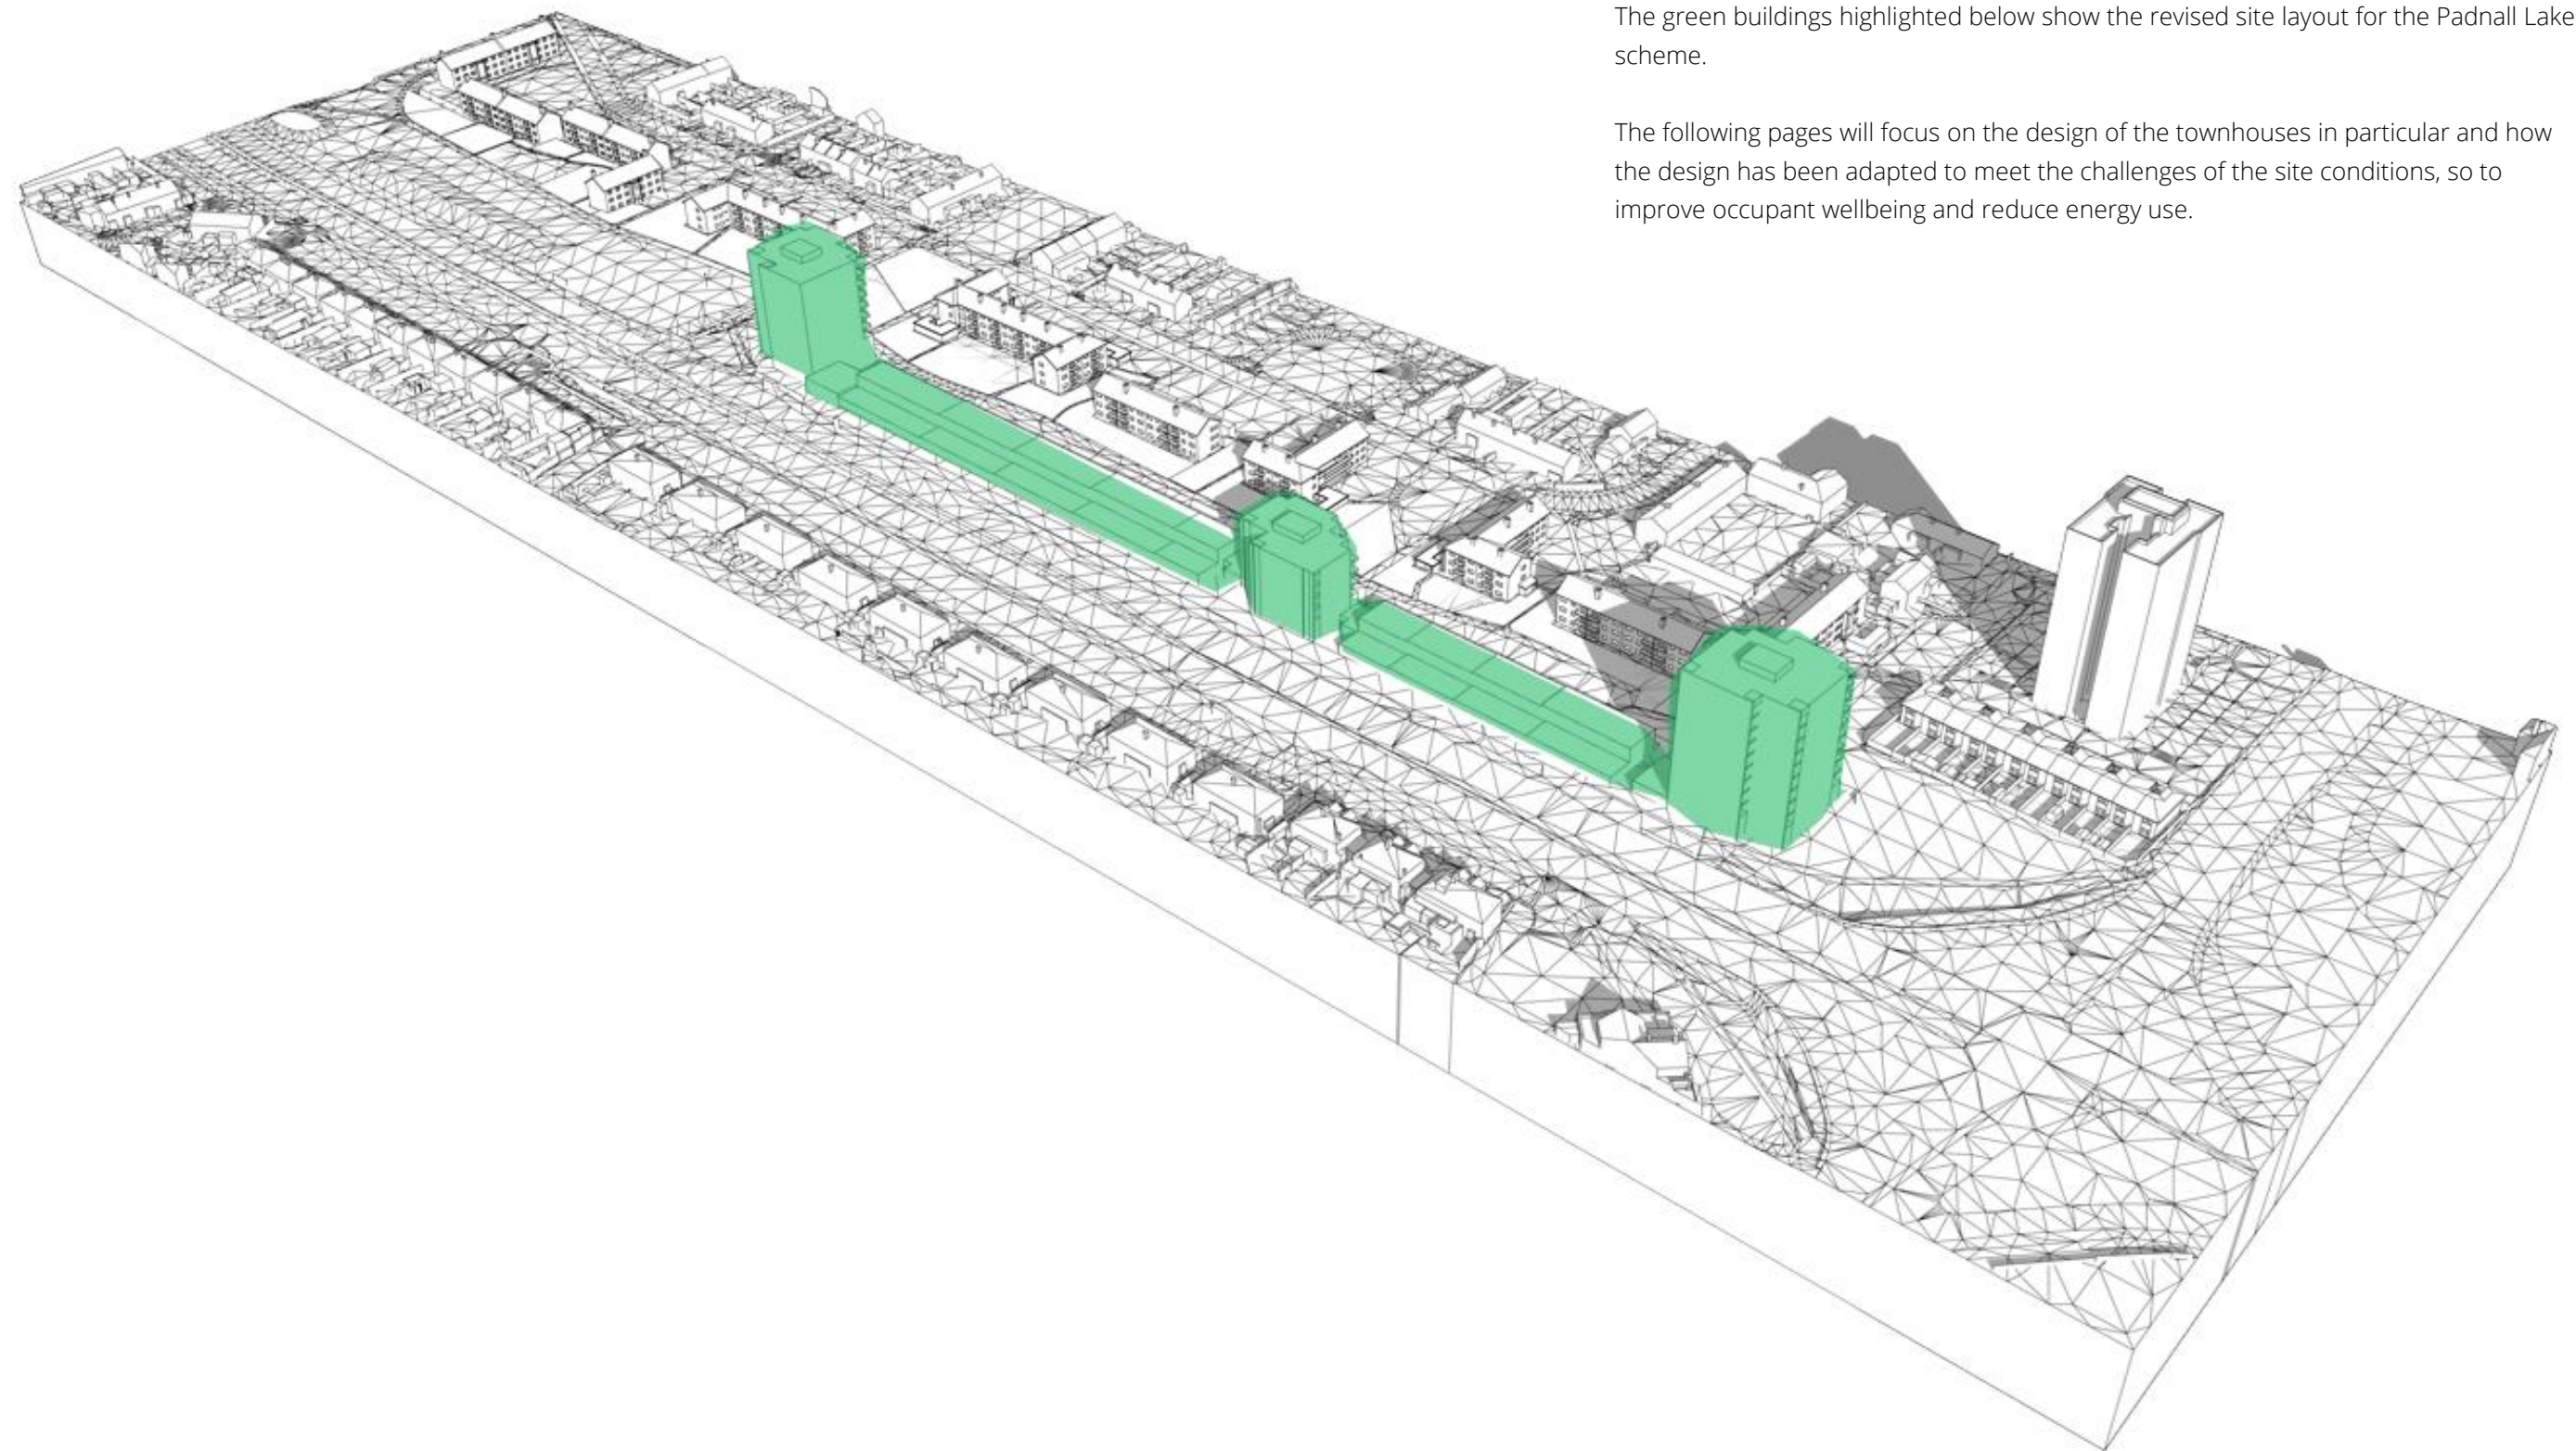 The green buildings highlighted below show the revised site layout for the Padnall Lake
scheme.
The following pages will focus on the design of the townhouses in particular and how
the design has been adapted to meet the challenges of the site conditions, so to
improve occupant wellbeing and reduce energy use.